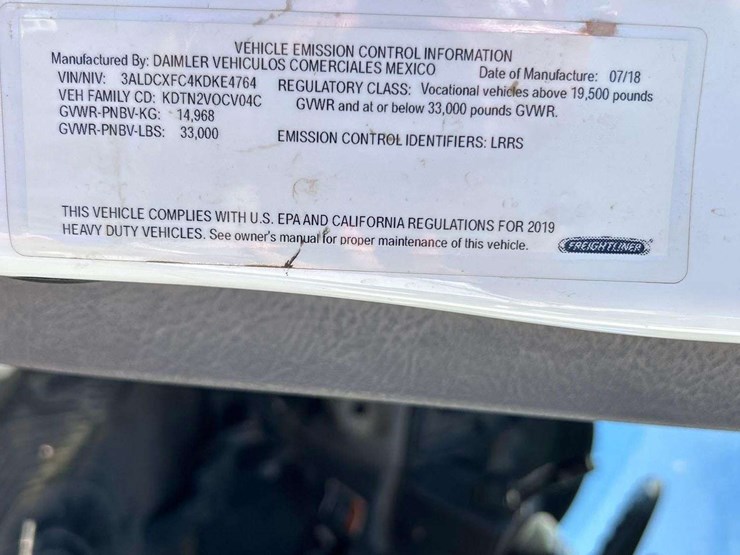 VEHICLE EMISSION CONTROL INFORMATION
Manufactured By: DAIMLER VEHICULOS COMERCIALES MEXICO Date of Manufacture: 07/18
VIN/NIV: 3ALDCXFC4KDKE4764 REGULATORY CLASS: Vocational vehicles above 19,500 pounds
VEH FAMILY CD: KDTN2VOCV04C GVWR and at or below 33,000 pounds GVWR.
GVWR-PNBV-KG: 14,968
GVWR-PNBV-LBS: 33,000 EMISSION CONTROL IDENTIFIERS: LRRS
THIS VEHICLE COMPLIES WITH U.S. EPA AND CALIFORNIA REGULATIONS FOR 2019
HEAVY DUTY VEHICLES. See owner's manual for proper maintenance of this vehicle.
FREIGHTLINER